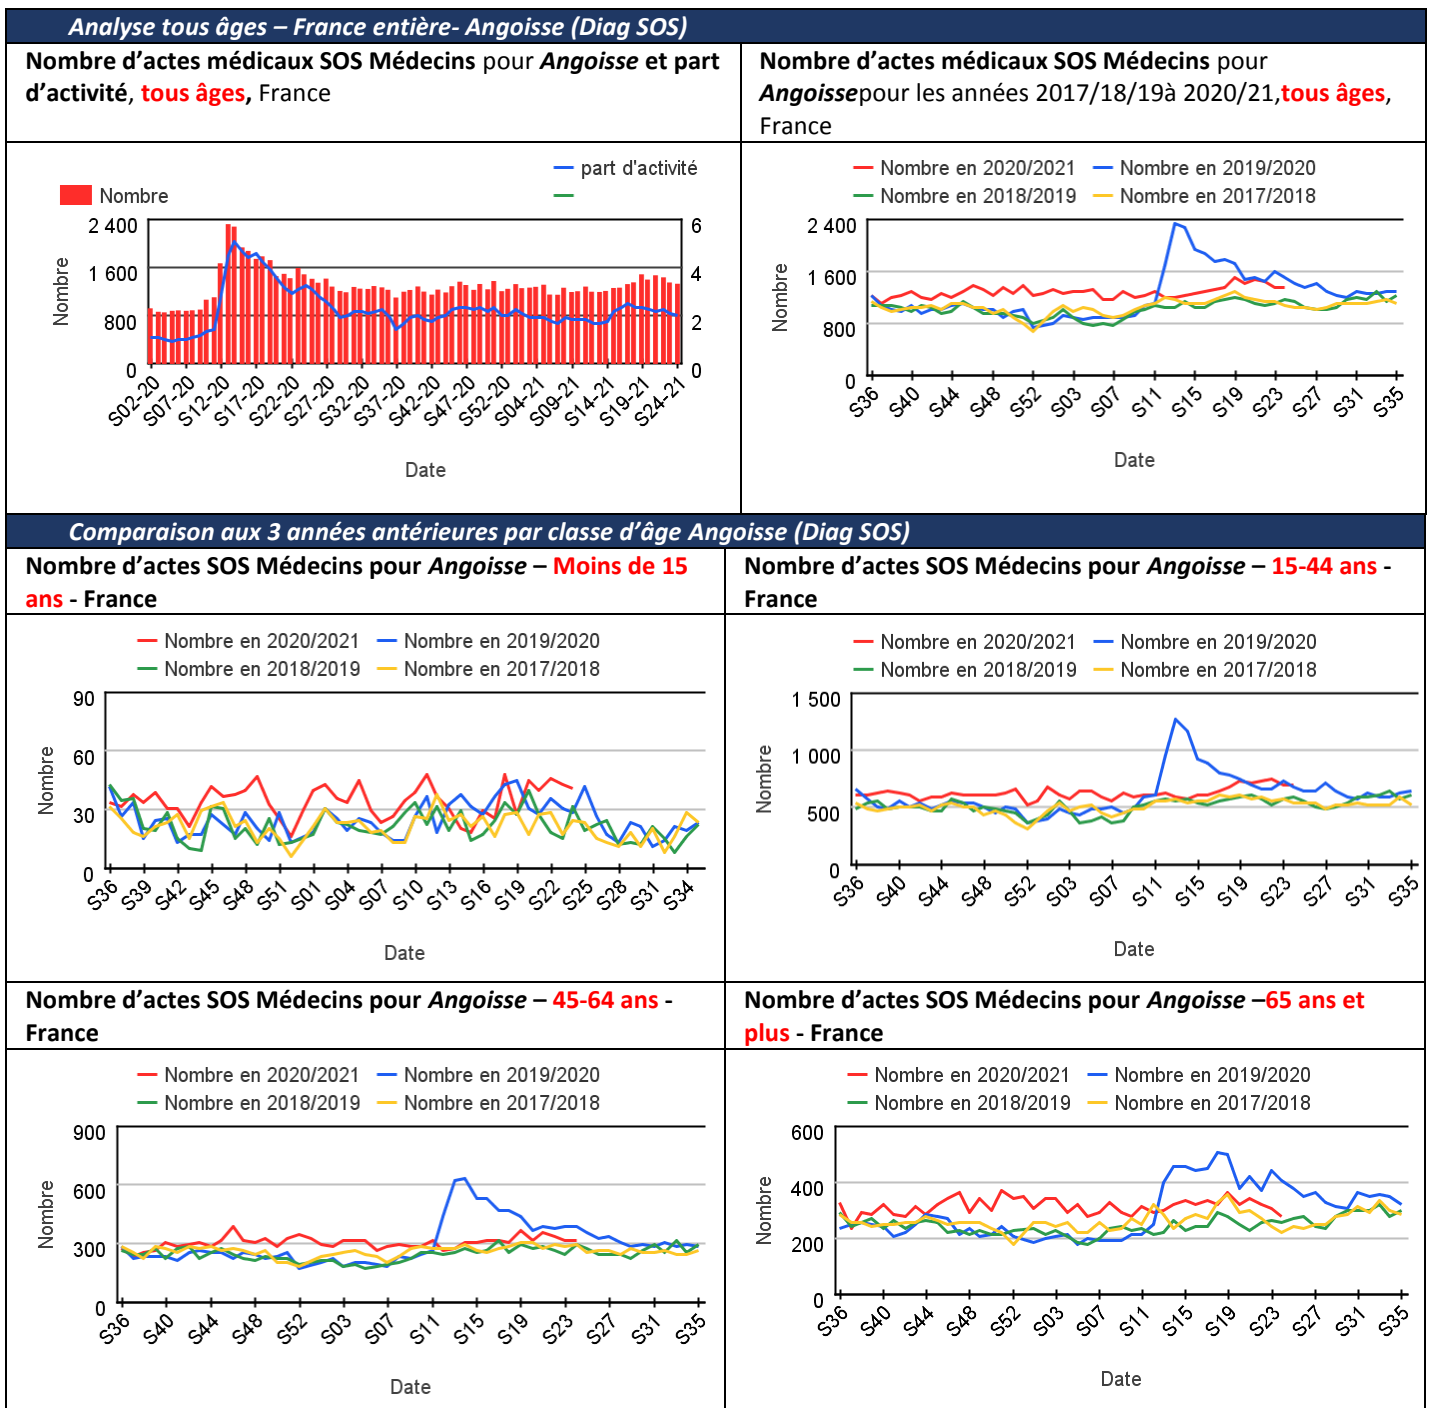 Analyse tous âges – France entière- Angoisse (Diag SOS)
Nombre d’actes médicaux SOS Médecins pour Angoisse et part
d’activité, tous âges, France
Nombre d’actes médicaux SOS Médecins pour
Angoissepour les années 2017/18/19à 2020/21,tous âges,
France
part d'activité
Nombre
2 400
1 600
800
0
6
4
2
0
Nombre
S02-20 S07-20 S12-20 S17-20 S22-20 S27-20 S32-20 S37-20 S42-20 S47-20 S52-20 S04-21 S09-21 S14-21 S19-21 S24-21
Date
Nombre en 2020/2021 Nombre en 2019/2020
Nombre en 2018/2019 Nombre en 2017/2018
2 400
1 600
800
0
Nombre
S36 S40 S44 S48 S52 S03 S07 S11 S15 S19 S23 S27 S31 S35
Date
Comparaison aux 3 années antérieures par classe d’âge Angoisse (Diag SOS)
Nombre d’actes SOS Médecins pour Angoisse – Moins de 15
ans - France
Nombre d’actes SOS Médecins pour Angoisse – 15-44 ans -
France
Nombre en 2020/2021 Nombre en 2019/2020
Nombre en 2018/2019 Nombre en 2017/2018
90
60
30
0
Nombre
S36 S39 S42 S45 S48 S51 S01 S04 S07 S10 S13 S16 S19 S22 S25 S28 S31 S34
Date
Nombre en 2020/2021 Nombre en 2019/2020
Nombre en 2018/2019 Nombre en 2017/2018
1 500
1 000
500
0
Nombre
S36 S40 S44 S48 S52 S03 S07 S11 S15 S19 S23 S27 S31 S35
Date
Nombre d’actes SOS Médecins pour Angoisse – 45-64 ans -
France
Nombre d’actes SOS Médecins pour Angoisse –65 ans et
plus - France
Nombre en 2020/2021 Nombre en 2019/2020
Nombre en 2018/2019 Nombre en 2017/2018
900
600
300
0
Nombre
S36 S40 S44 S48 S52 S03 S07 S11 S15 S19 S23 S27 S31 S35
Date
Nombre en 2020/2021 Nombre en 2019/2020
Nombre en 2018/2019 Nombre en 2017/2018
600
400
200
0
Nombre
S36 S40 S44 S48 S52 S03 S07 S11 S15 S19 S23 S27 S31 S35
Date